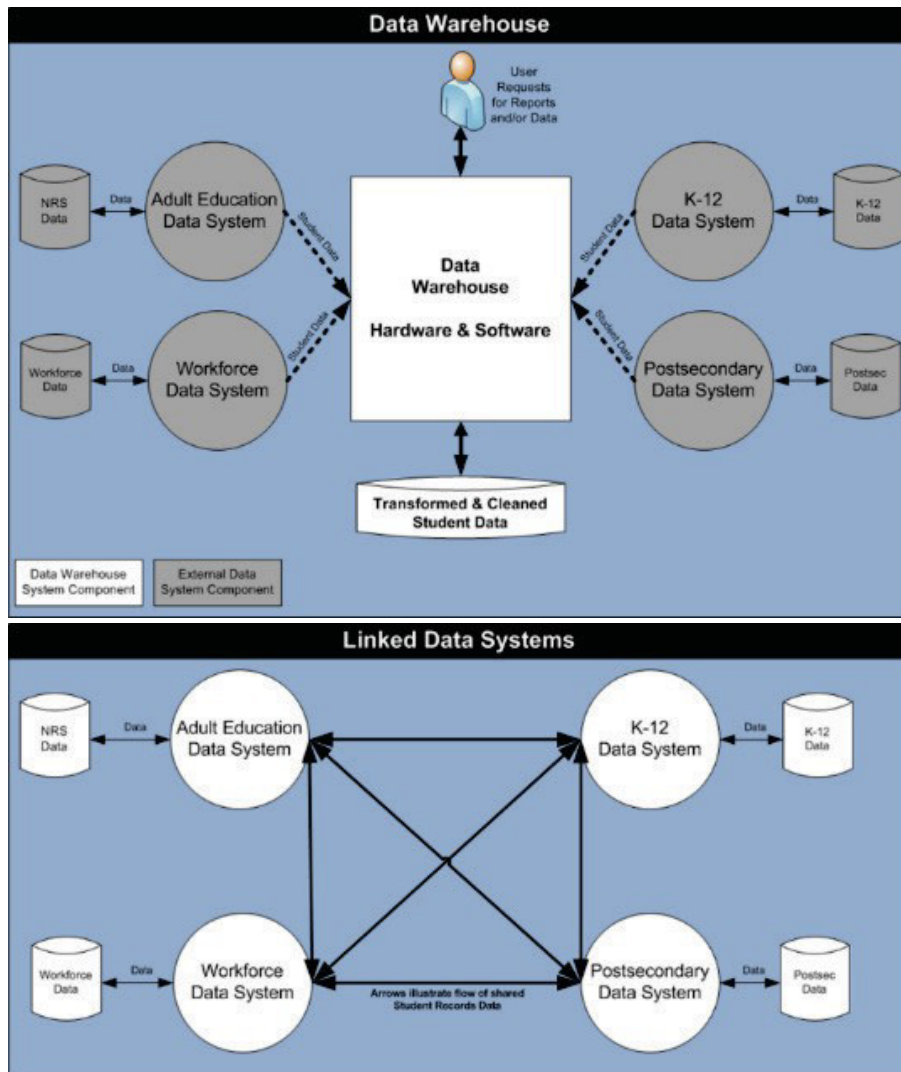 Data Warehouse
User
Requests
for Reports
and/or Data
NRS
Data
Data
Adult Education
Data System
Student Data
K-12
Data System
Student Data
Data
K-12
Data
Data
Warehouse
Hardware & Software
Workforce
Data
Data
Workforce
Data System
Student Data
Postsecondary
Data System
Student Data
Data
Postsec
Data
Transformed & Cleaned
Student Data
Data Warehouse
System Component
External Data
System Component
Linked Data Systems
NRS
Data
Data
Adult Education
Data System
K-12
Data System
Data
K-12
Data
Workforce
Data
Data
Workforce
Data System
Arrows illustrate flow of shared
Student Records Data
Postsecondary
Data System
Data
Postsec
Data